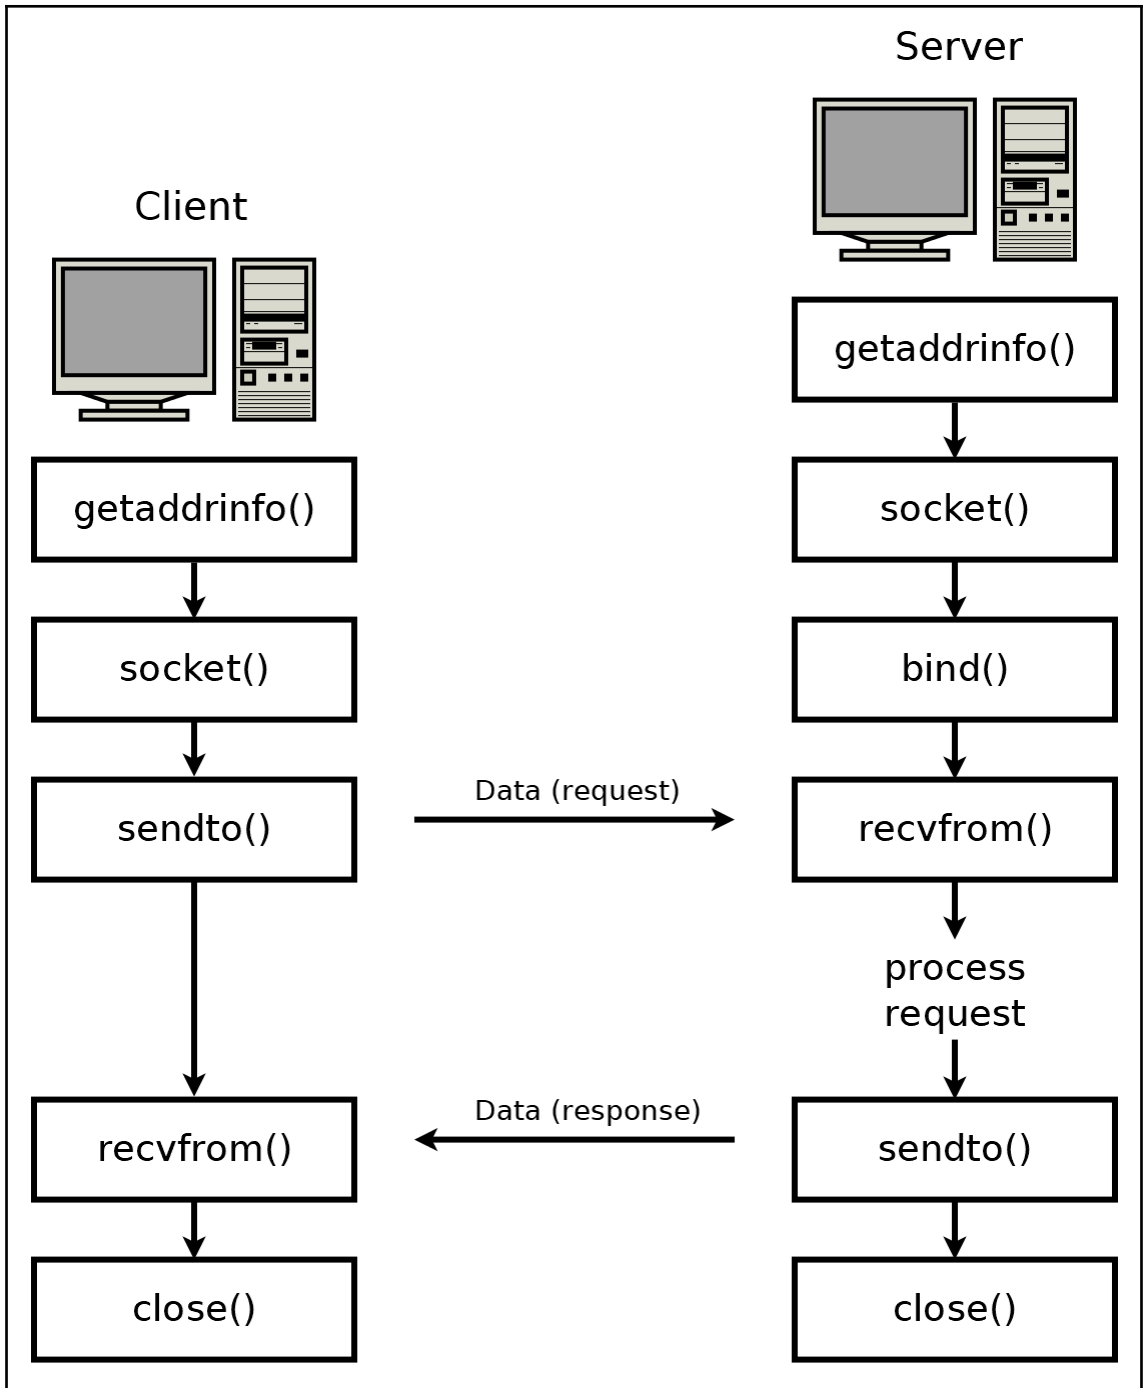 Server
Client
getaddrinfo()
getaddrinfo()
socket()
socket()
bind()
sendto()
Data (request)
recvfrom()
process
request
recvfrom()
Data (response)
sendto()
close()
close()